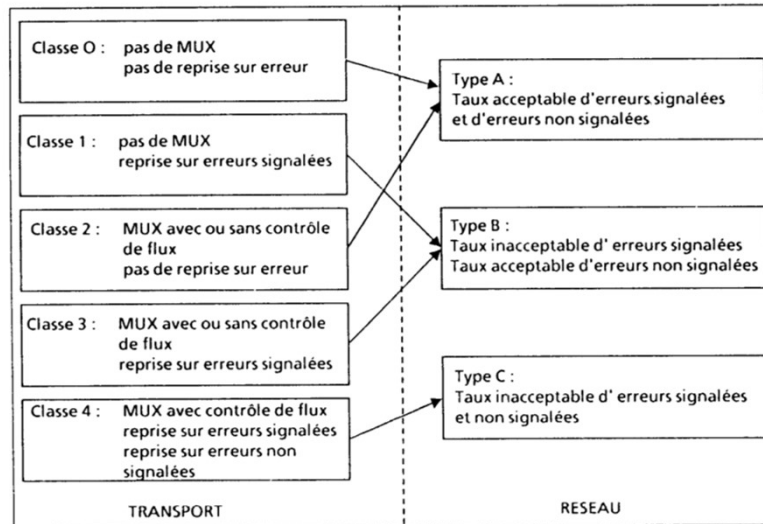 Classe O : pas de MUX
pas de reprise sur erreur
Classe 1 : pas de MUX
reprise sur erreurs signalées
Classe 2 : MUX avec ou sans contrôle
de flux
pas de reprise sur erreur
Classe 3 : MUX avec ou sans contrôle
de flux
reprise sur erreurs signalées
Classe 4 : MUX avec contrôle de flux
reprise sur erreurs signalées
reprise sur erreurs non
signalées
TRANSPORT
Type A :
Taux acceptable d'erreurs signalées
et d'erreurs non signalées
Type B :
Taux inacceptable d' erreurs signalées
Taux acceptable d'erreurs non signalées
Type C :
Taux inacceptable d' erreurs signalées
et non signalées
RESEAU